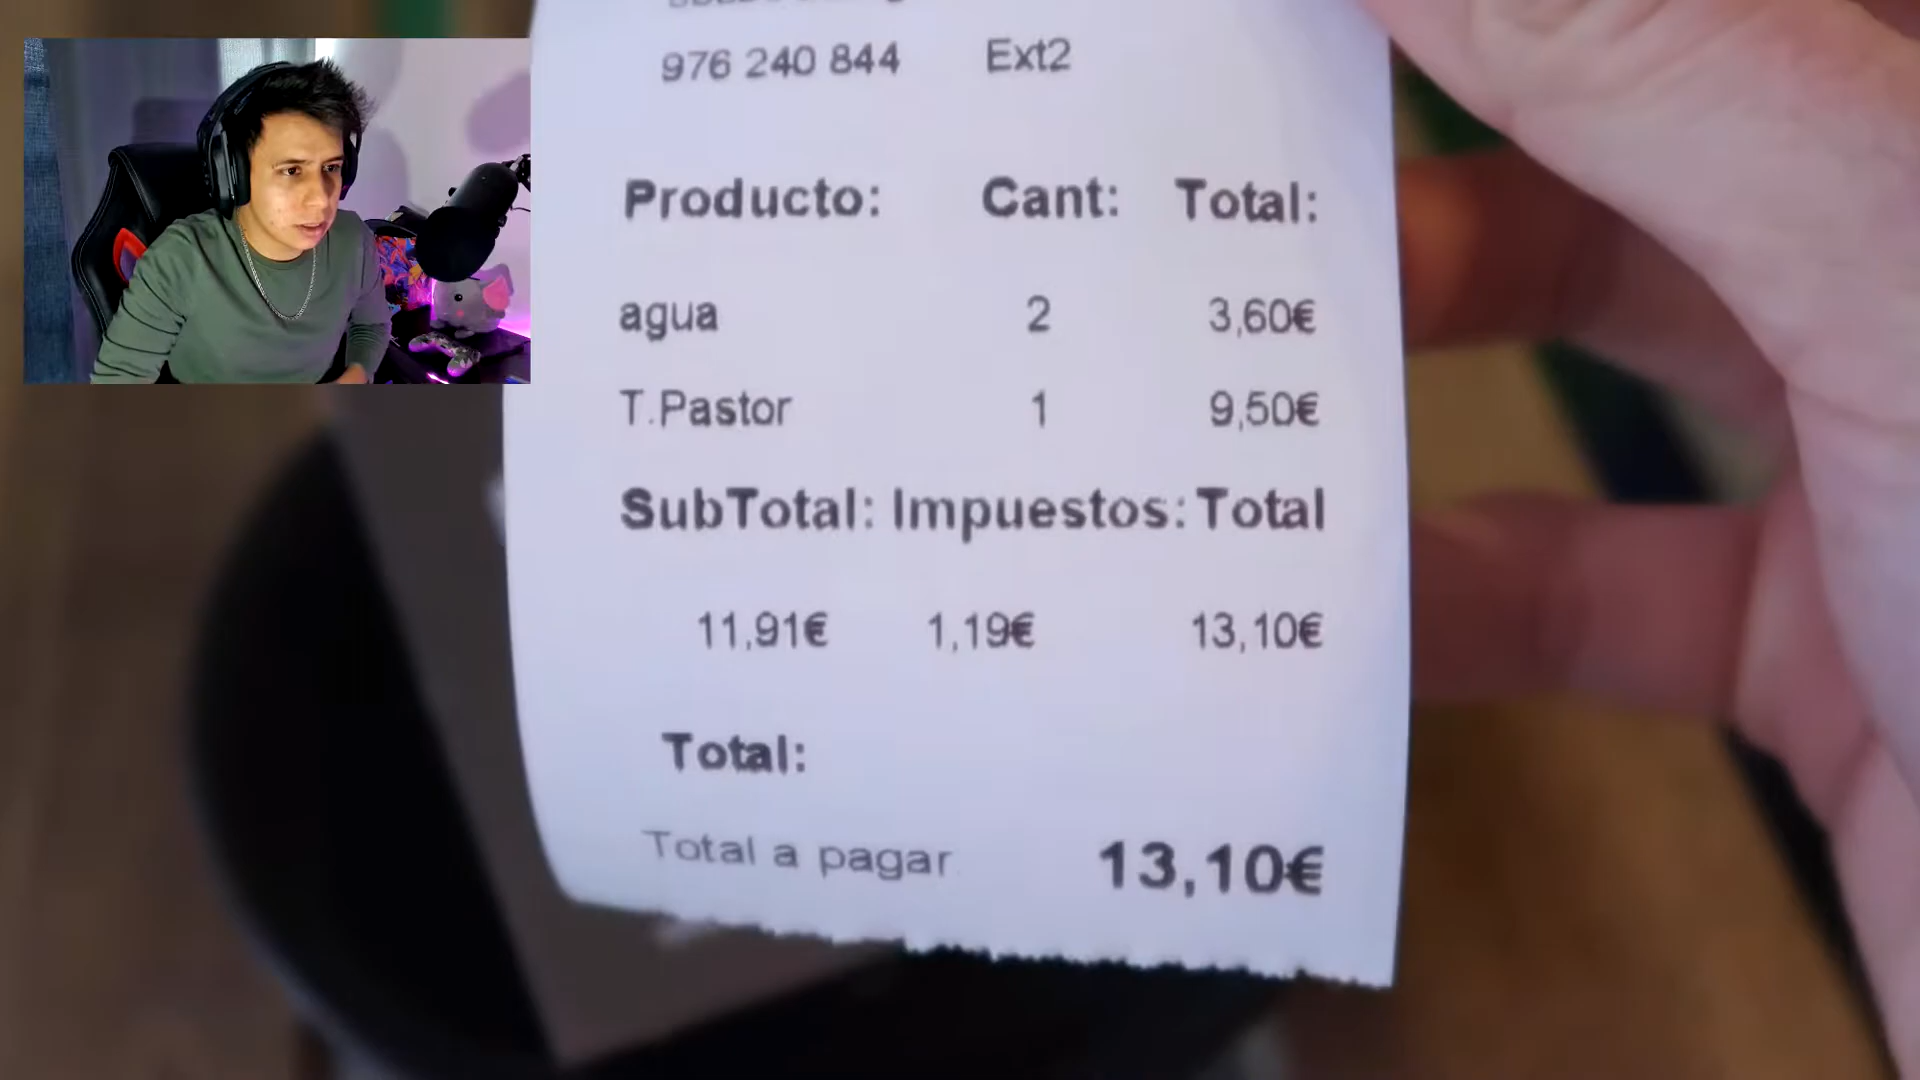 976 240 844 Ext2
Producto: Cant: Total:
agua 2 3,60€
T.Pastor 1 9,50€
SubTotal: Impuestos: Total
11,91€ 1,19€ 13,10€
Total:
Total a pagar 13,10€